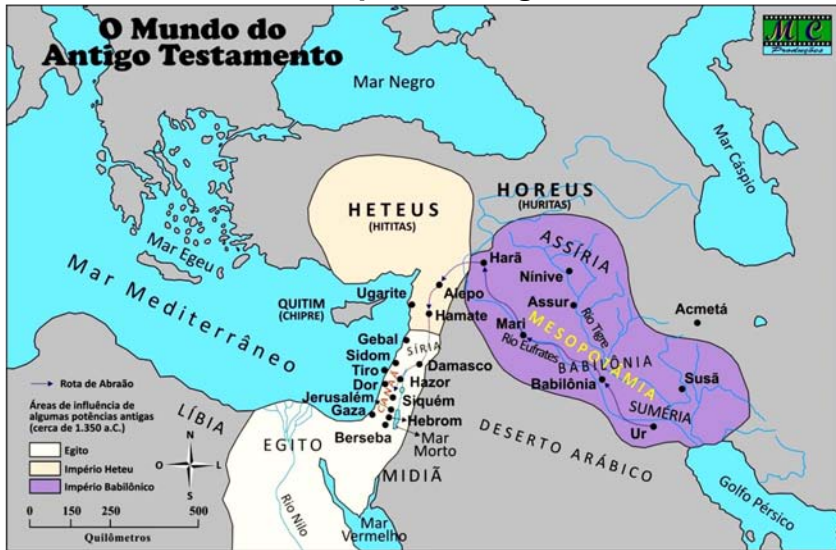 O Mundo do
Antigo Testamento
M C
Produções
Mar Negro
Mar Cáspio
HOREUS
(HURITAS)
HETEUS
(HITITAS)
ASSÍRIA
Mar Egeu
Harã
Nínive
Mar Mediterrâneo
Ugarite
Alepo
QUITIM
(CHIPRE)
Assur
Rio Tigre
Acmetá
Hamate
Mari
MESOPOTÂMIA
Rio Eufrates
Gebal
SÍRIA
BABILÔNIA
Sidom
Damasco
Tiro
CANAÃ
Babilônia
Susã
Dor
Hazor
Jerusalém
Siquém
SUMÉRIA
Gaza
Hebrom
Ur
Berseba
Mar
Morto
DESERTO ARÁBICO
LÍBIA
EGITO
MIDIÃ
Golfo Pérsico
Rio Nilo
Mar
Vermelho
Rota de Abraão
Áreas de influência de
algumas potências antigas
(cerca de 1.350 a.C.)
Egito
Império Heteu
Império Babilônico
N
O
L
S
0 150 250 500
Quilômetros